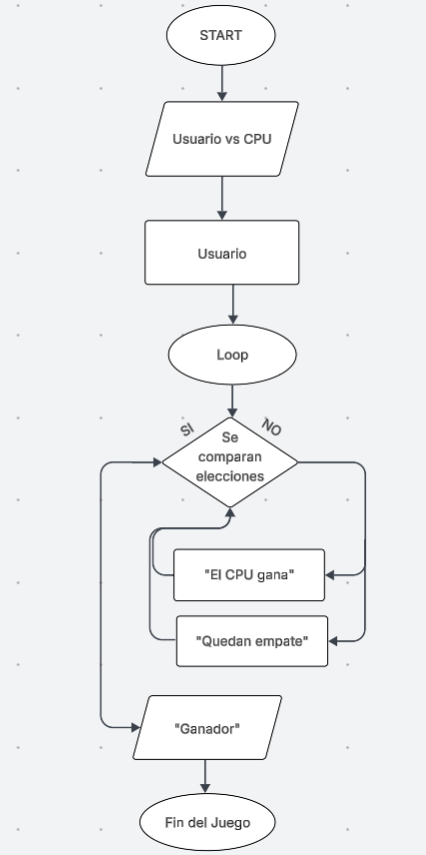 START
Usuario vs CPU
Usuario
Loop
SI
NO
Se
comparan
elecciones
"El CPU gana"
"Quedan empate"
"Ganador"
Fin del Juego